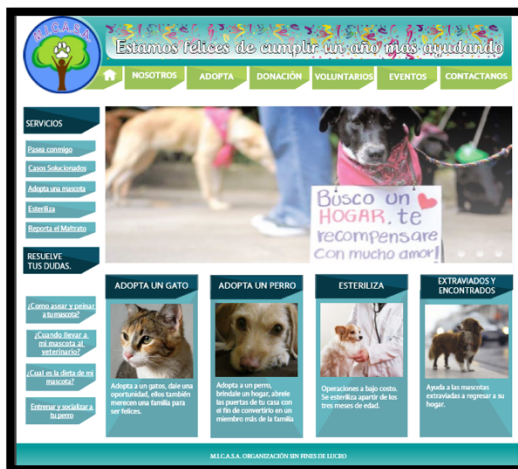 M.I.C.A.S.A
Estamos felices de cumplir un año más ayudando
NOSOTROS
ADOPTA
DONACIÓN
VOLUNTARIOS
EVENTOS
CONTACTANOS
SERVICIOS
Pasea conmigo
Casos Solucionados
Adopta una mascota
Esteriliza
Reporta el Maltrato
RESUELVE
TUS DUDAS.
¿Como asear y peinar
a tu mascota?
¿Cuando llevar a
mi mascota al
veterinario?
¿Cual es la dieta de mi
mascota?
Entrenar y socializar a
tu perro
BUSCO UN
HOGAR, te
recompensare
con mucho amor!
ADOPTA UN GATO
Adopta a un gatos, dale una
oportunidad, ellos también
merecen una familia para
ser felices.
ADOPTA UN PERRO
Adopta a un perro,
brindale un hogar, abrele
las puertas de tu casa con
el fin de convertirlo en un
miembro más de la familia
ESTERILIZA
Operaciones a bajo costo.
Se esteriliza apartir de los
tres meses de edad.
EXTRAVIADOS Y
ENCONTRADOS
Ayuda a las mascotas
extraviadas a regresar a su
hogar.
M.I.C.A.S.A. ORGANIZACIÓN SIN FINES DE LUCRO